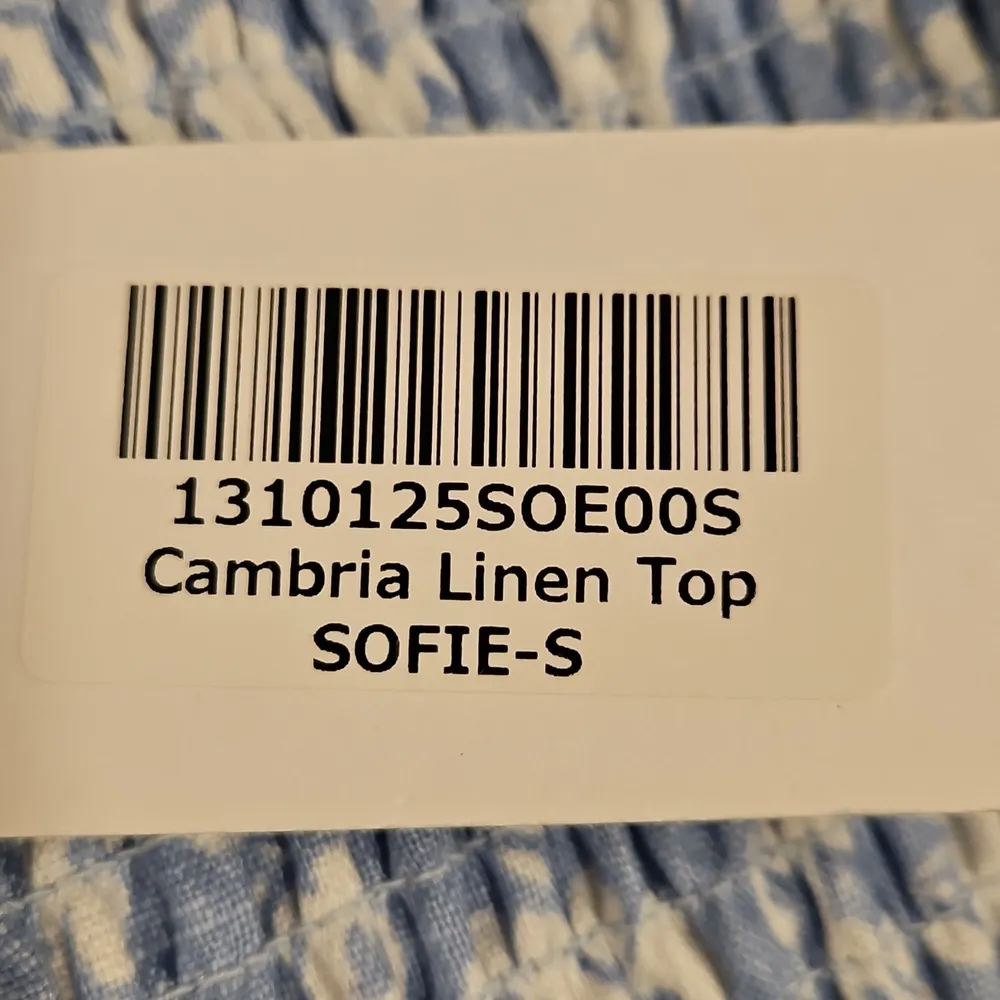 1310125SOE00S
Cambria Linen Top
SOFIE-S